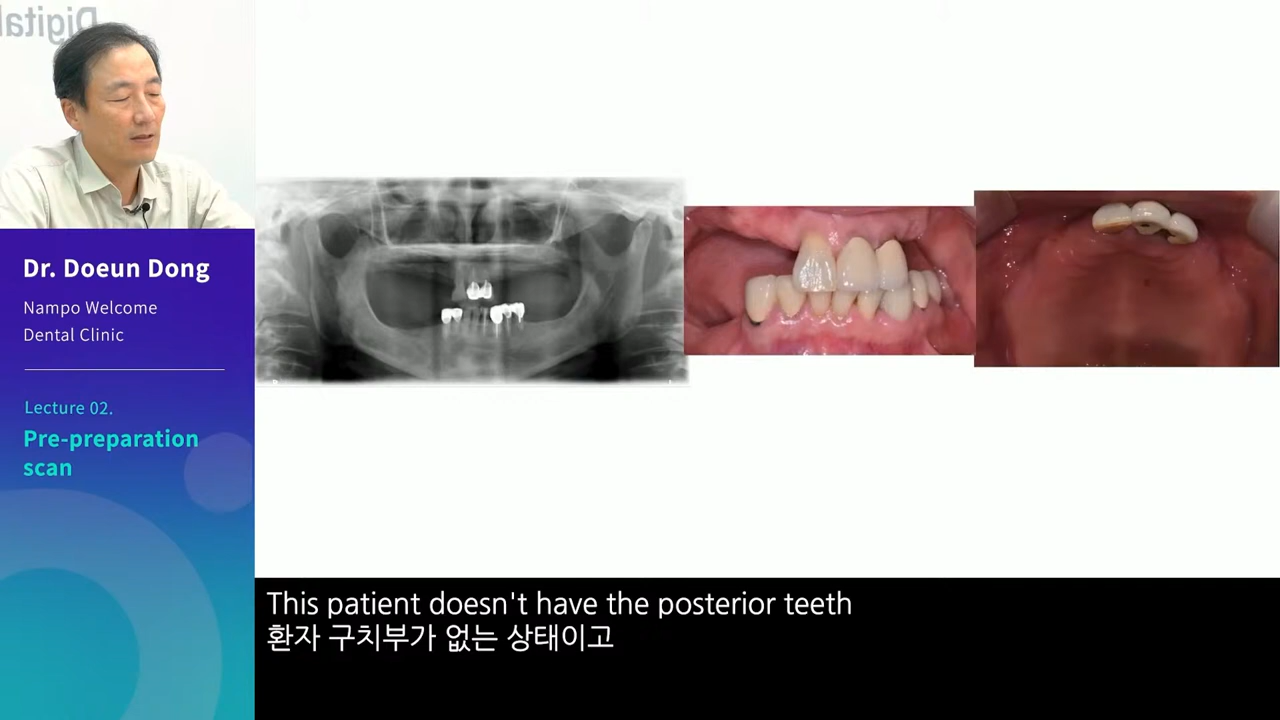 Digital
Dr. Doeun Dong
Nampo Welcome
Dental Clinic
Lecture 02.
Pre-preparation
scan
This patient doesn't have the posterior teeth
환자 구치부가 없는 상태이고